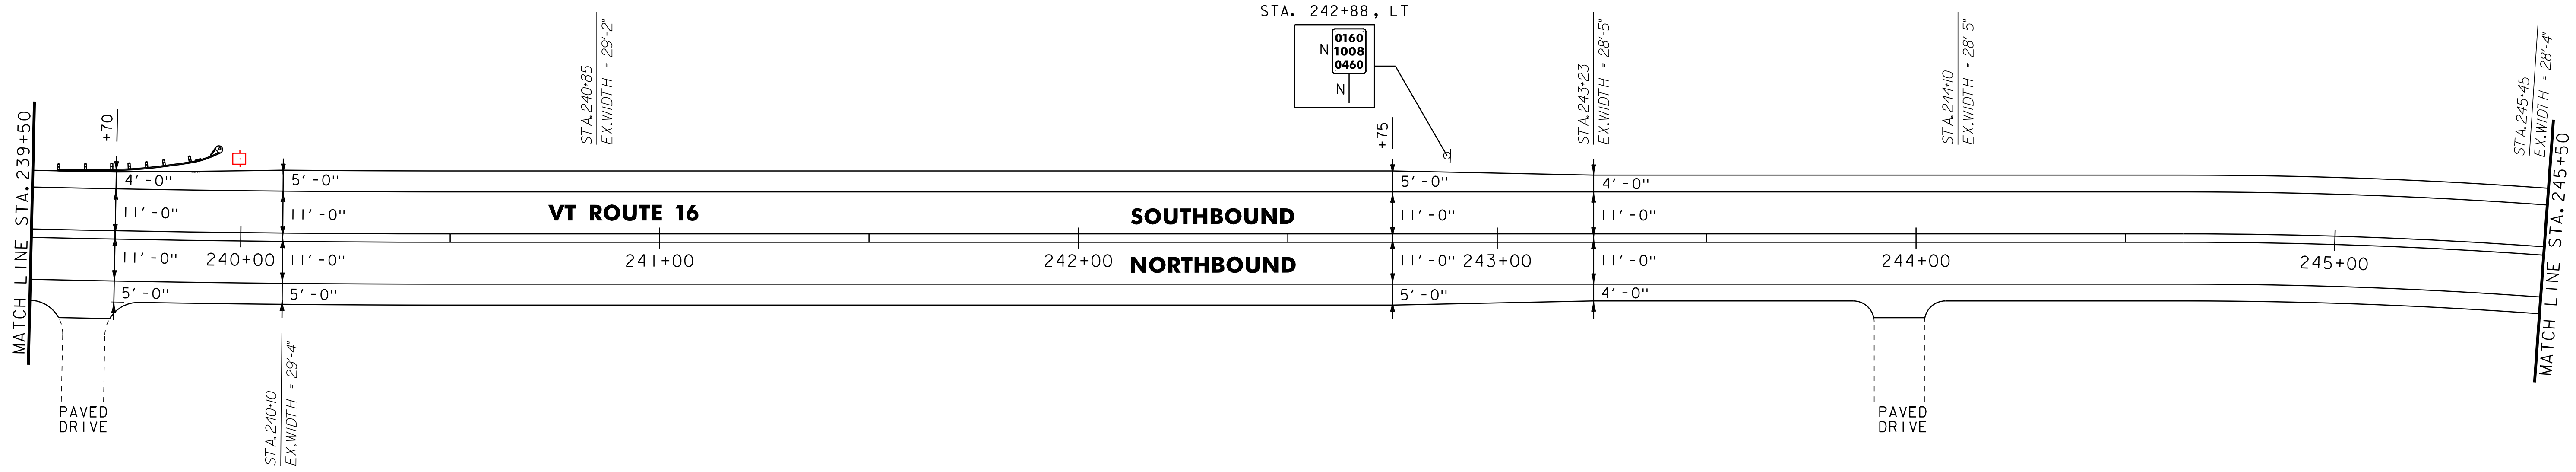 STA. 242+88, LT
N
0160
1008
0460
N
STA.240+85
EX.WIDTH = 29'-2"
STA.243+23
EX.WIDTH = 28'-5"
STA.244+10
EX.WIDTH = 28'-5"
STA.245+45
EX.WIDTH = 28'-4"
MATCH LINE STA. 239+50
+70
+75
MATCH LINE STA. 245+50
4'-0" 5'-0" 5'-0" 4'-0"
11'-0" 11'-0" VT ROUTE 16 SOUTHBOUND 11'-0" 11'-0"
11'-0" 240+00 11'-0" 241+00 242+00 NORTHBOUND 11'-0" 243+00 11'-0" 244+00 245+00
5'-0" 5'-0" 5'-0" 4'-0"
STA.240+10
EX.WIDTH = 29'-4"
PAVED
DRIVE
PAVED
DRIVE